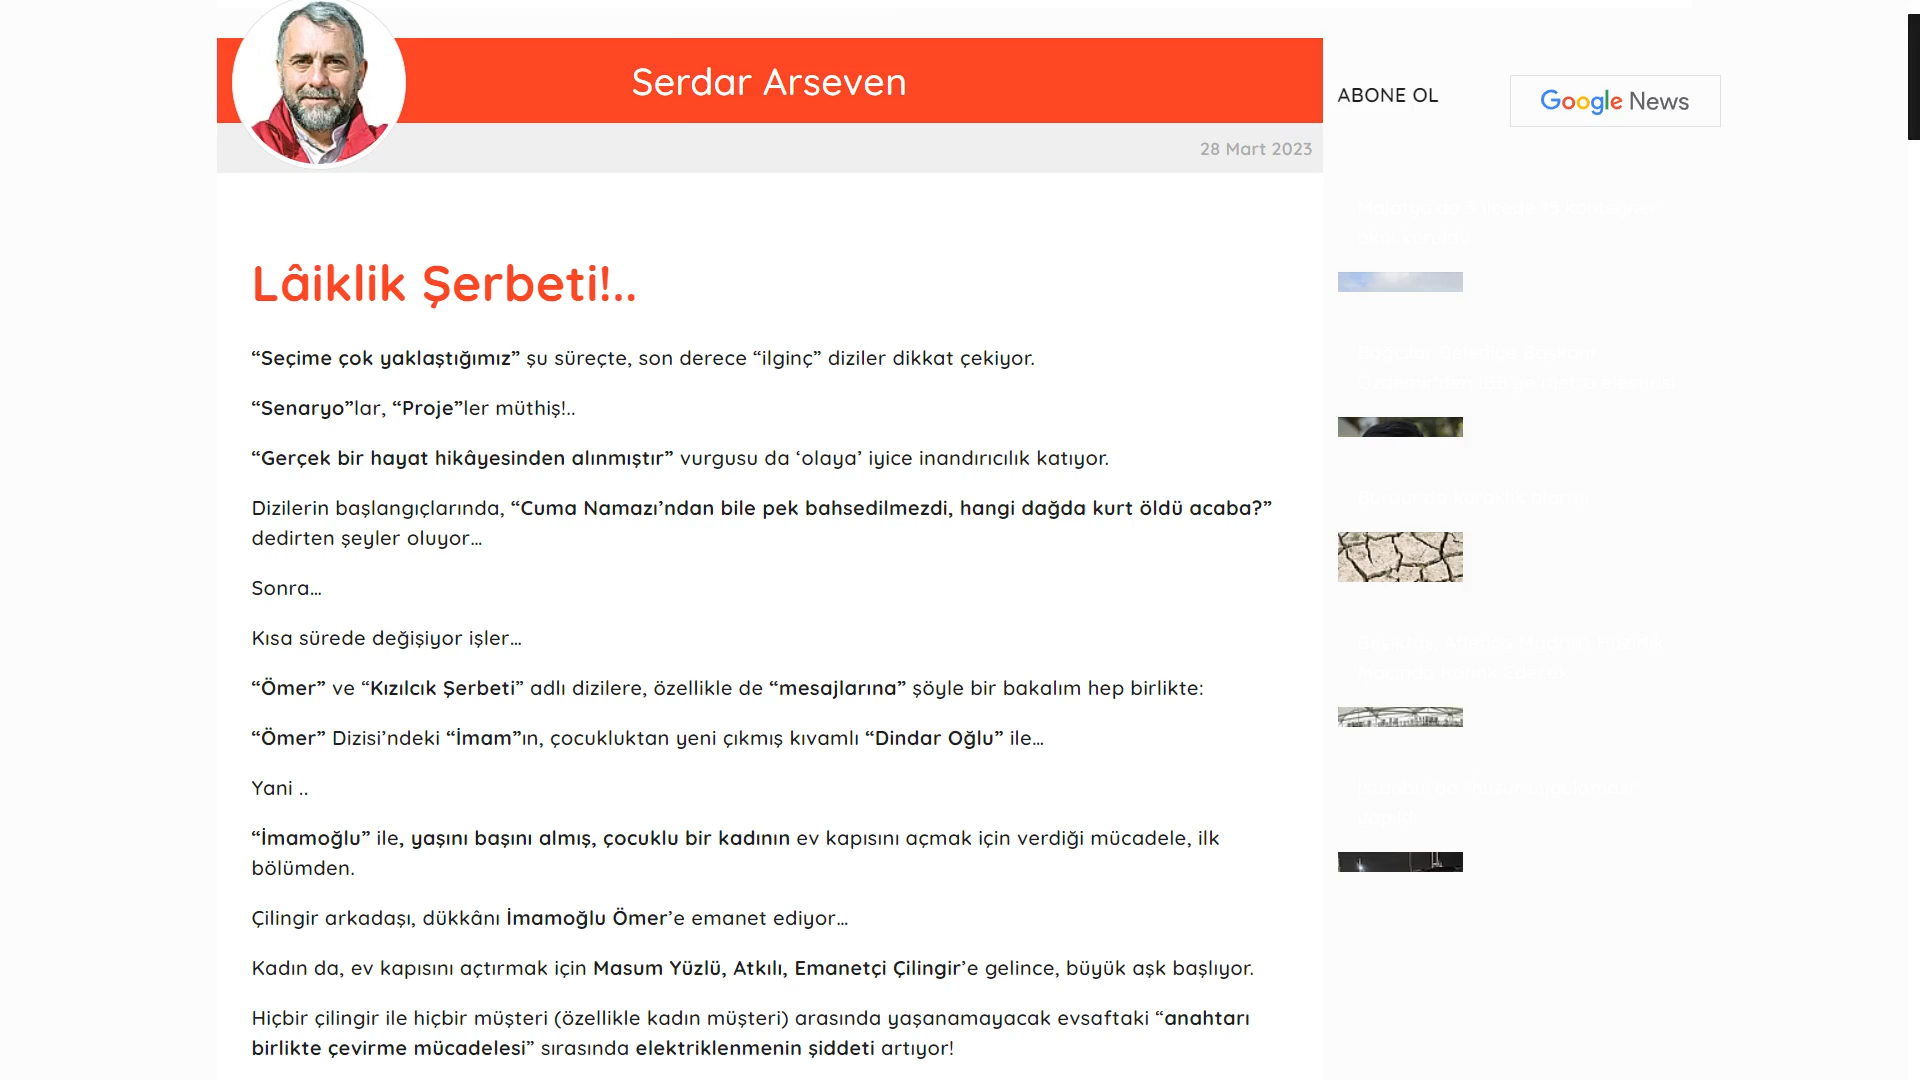 Serdar Arseven
ABONE OL
Google News
28 Mart 2023
Lâiklik Şerbeti!..
“Seçime çok yaklaştığımız” şu süreçte, son derece “ilginç” diziler dikkat çekiyor.
“Senaryo”lar, “Proje”ler müthiş!..
“Gerçek bir hayat hikâyesinden alınmıştır” vurgusu da ‘olaya’ iyice inandırıcılık katıyor.
Dizilerin başlangıçlarında, “Cuma Namazı’ndan bile pek bahsedilmezdi, hangi dağda kurt öldü acaba?”
dedirten şeyler oluyor…
Sonra…
Kısa sürede değişiyor işler…
“Ömer” ve “Kızılcık Şerbeti” adlı dizilere, özellikle de “mesajlarına” şöyle bir bakalım hep birlikte:
“Ömer” Dizisi’ndeki “İmam”ın, çocukluktan yeni çıkmış kıvamlı “Dindar Oğlu” ile…
Yani ..
“İmamoğlu” ile, yaşını başını almış, çocuklu bir kadının ev kapısını açmak için verdiği mücadele, ilk
bölümden.
Çilingir arkadaşı, dükkânı İmamoğlu Ömer’e emanet ediyor…
Kadın da, ev kapısını açtırmak için Masum Yüzlü, Atkılı, Emanetçi Çilingir’e gelince, büyük aşk başlıyor.
Hiçbir çilingir ile hiçbir müşteri (özellikle kadın müşteri) arasında yaşanamayacak evsaftaki “anahtarı
birlikte çevirme mücadelesi” sırasında elektriklenmenin şiddeti artıyor!